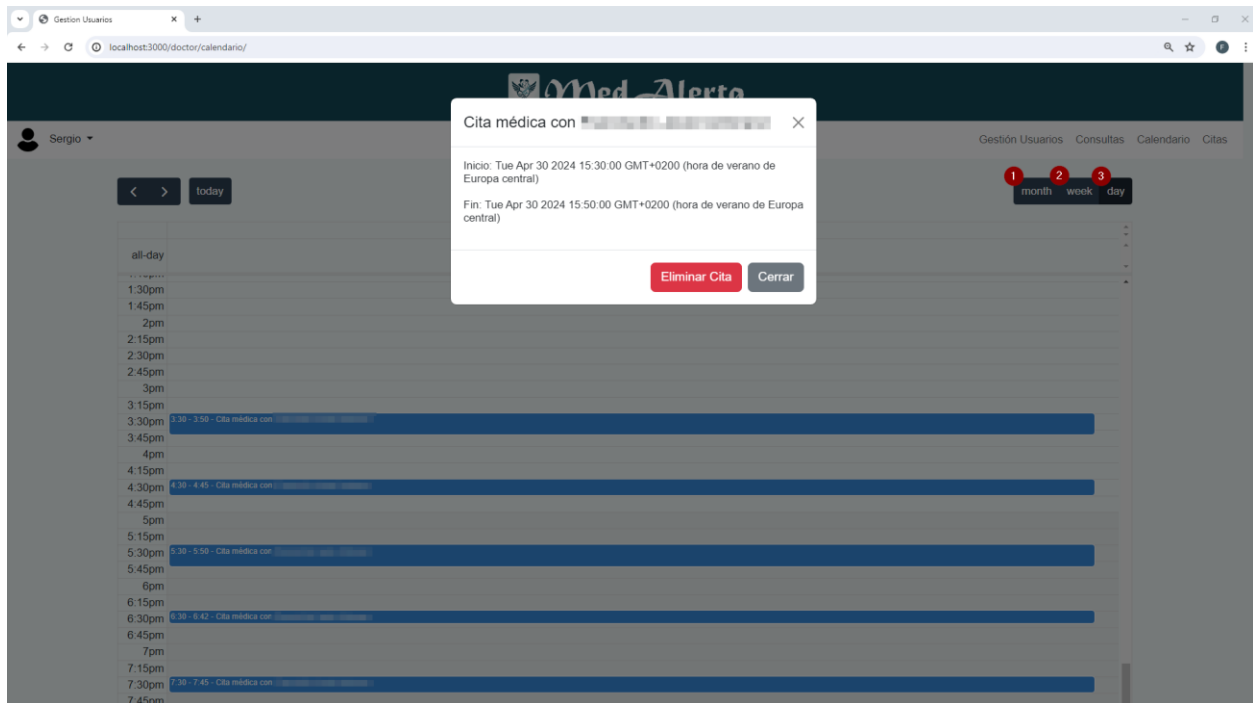 Gestion Usuarios
localhost:3000/doctor/calendario/
F
Med Alerta
Sergio
Gestión Usuarios Consultas Calendario Citas
Cita médica con
Inicio: Tue Apr 30 2024 15:30:00 GMT+0200 (hora de verano de
Europa central)
Fin: Tue Apr 30 2024 15:50:00 GMT+0200 (hora de verano de Europa
central)
Eliminar Cita Cerrar
today
1 2 3
month week day
all-day
1:30pm
1:45pm
2pm
2:15pm
2:30pm
2:45pm
3pm
3:15pm
3:30pm 3:30 - 3:50 - Cita médica con
3:45pm
4pm
4:15pm
4:30pm 4:30 - 4:45 - Cita médica con
4:45pm
5pm
5:15pm
5:30pm 5:30 - 5:50 - Cita médica con
5:45pm
6pm
6:15pm
6:30pm 6:30 - 6:42 - Cita médica con
6:45pm
7pm
7:15pm
7:30pm 7:30 - 7:45 - Cita médica con
7:45pm